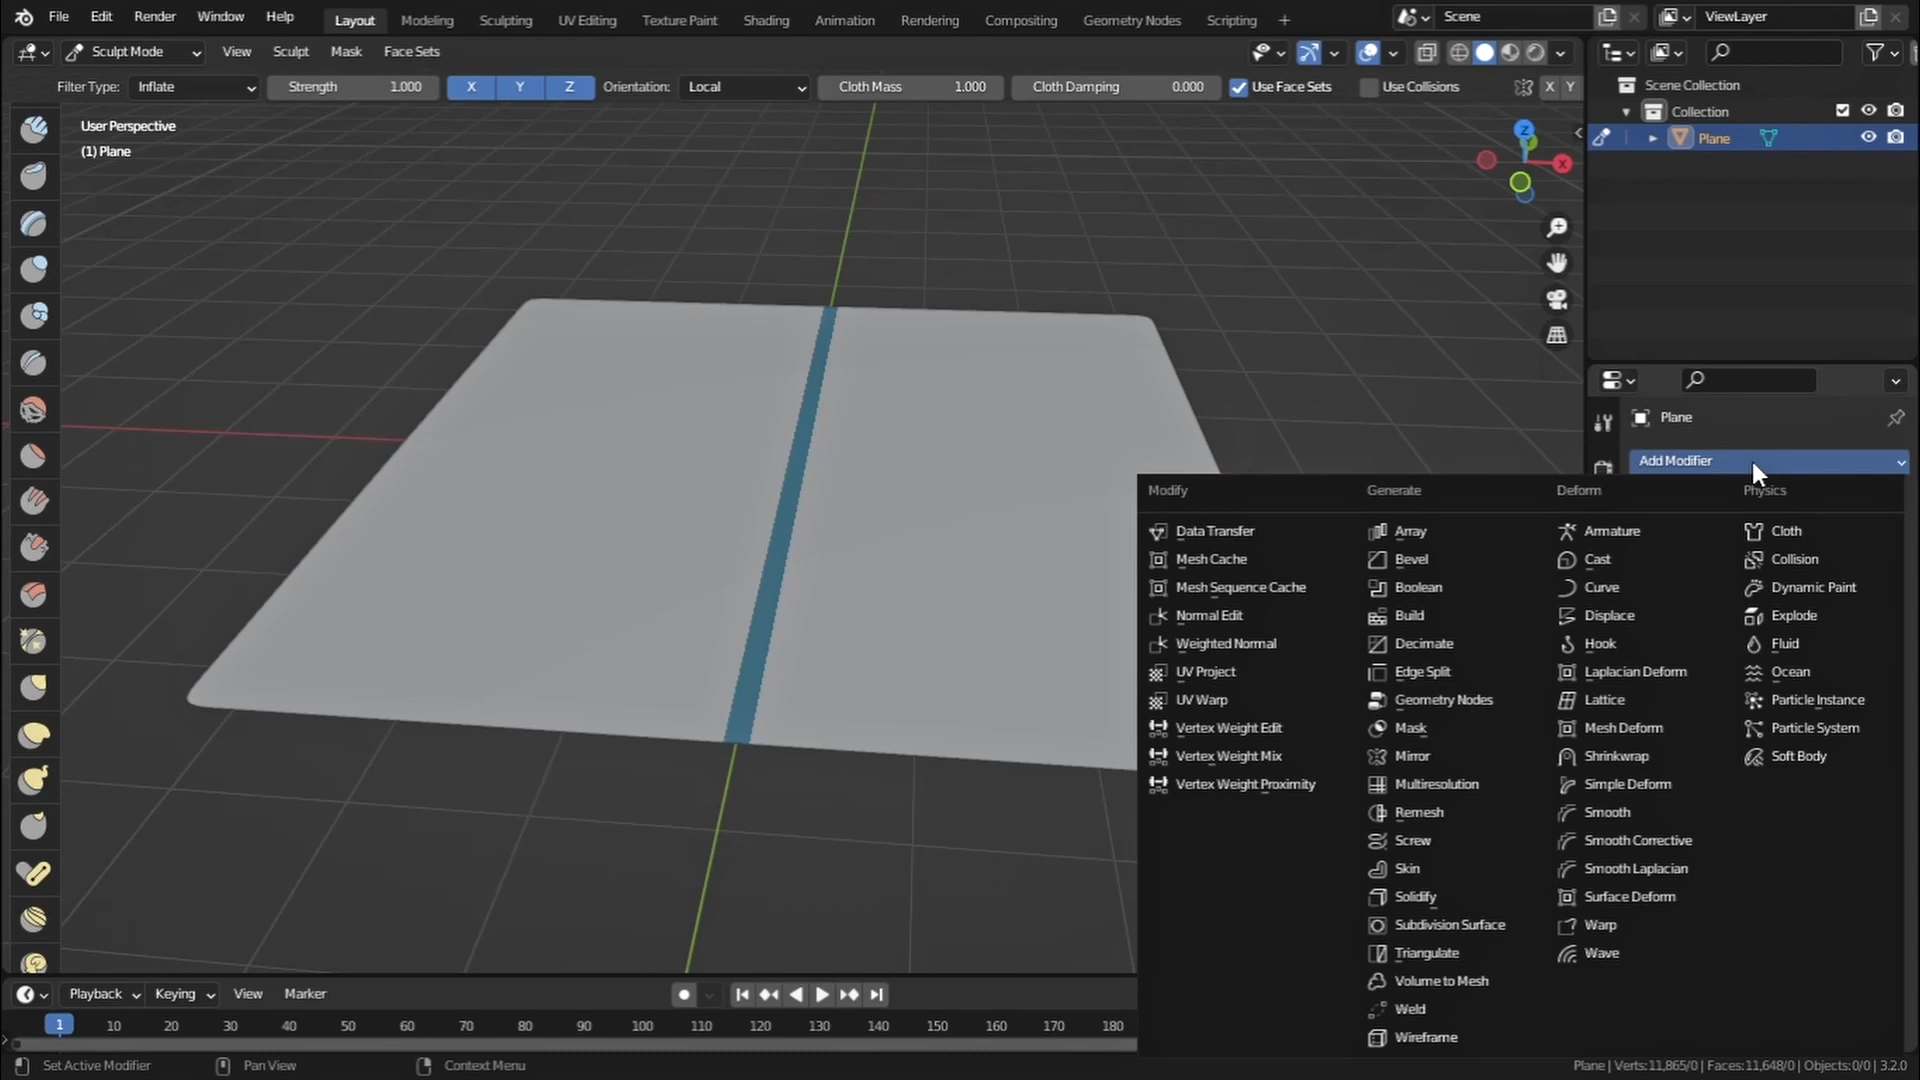 File Edit Render Window Help Layout Modeling Sculpting UV Editing Texture Paint Shading Animation Rendering Compositing Geometry Nodes Scripting + Scene ViewLayer
Sculpt Mode View Sculpt Mask Face Sets
Filter Type: Inflate Strength 1.000 X Y Z Orientation: Local Cloth Mass 1.000 Cloth Damping 0.000 Use Face Sets Use Collisions X Y
User Perspective
(1) Plane
Z
X
Scene Collection
Collection
Plane
Plane
Add Modifier
Modify
Data Transfer
Mesh Cache
Mesh Sequence Cache
Normal Edit
Weighted Normal
UV Project
UV Warp
Vertex Weight Edit
Vertex Weight Mix
Vertex Weight Proximity
Generate
Array
Bevel
Boolean
Build
Decimate
Edge Split
Geometry Nodes
Mask
Mirror
Multiresolution
Remesh
Screw
Skin
Solidify
Subdivision Surface
Triangulate
Volume to Mesh
Weld
Wireframe
Deform
Armature
Cast
Curve
Displace
Hook
Laplacian Deform
Lattice
Mesh Deform
Shrinkwrap
Simple Deform
Smooth
Smooth Corrective
Smooth Laplacian
Surface Deform
Warp
Wave
Physics
Cloth
Collision
Dynamic Paint
Explode
Fluid
Ocean
Particle Instance
Particle System
Soft Body
Playback Keying View Marker
1 10 20 30 40 50 60 70 80 90 100 110 120 130 140 150 160 170 180
Set Active Modifier Pan View Context Menu Plane | Verts:11,865/0 | Faces:11,648/0 | Objects:0/0 | 3.2.0